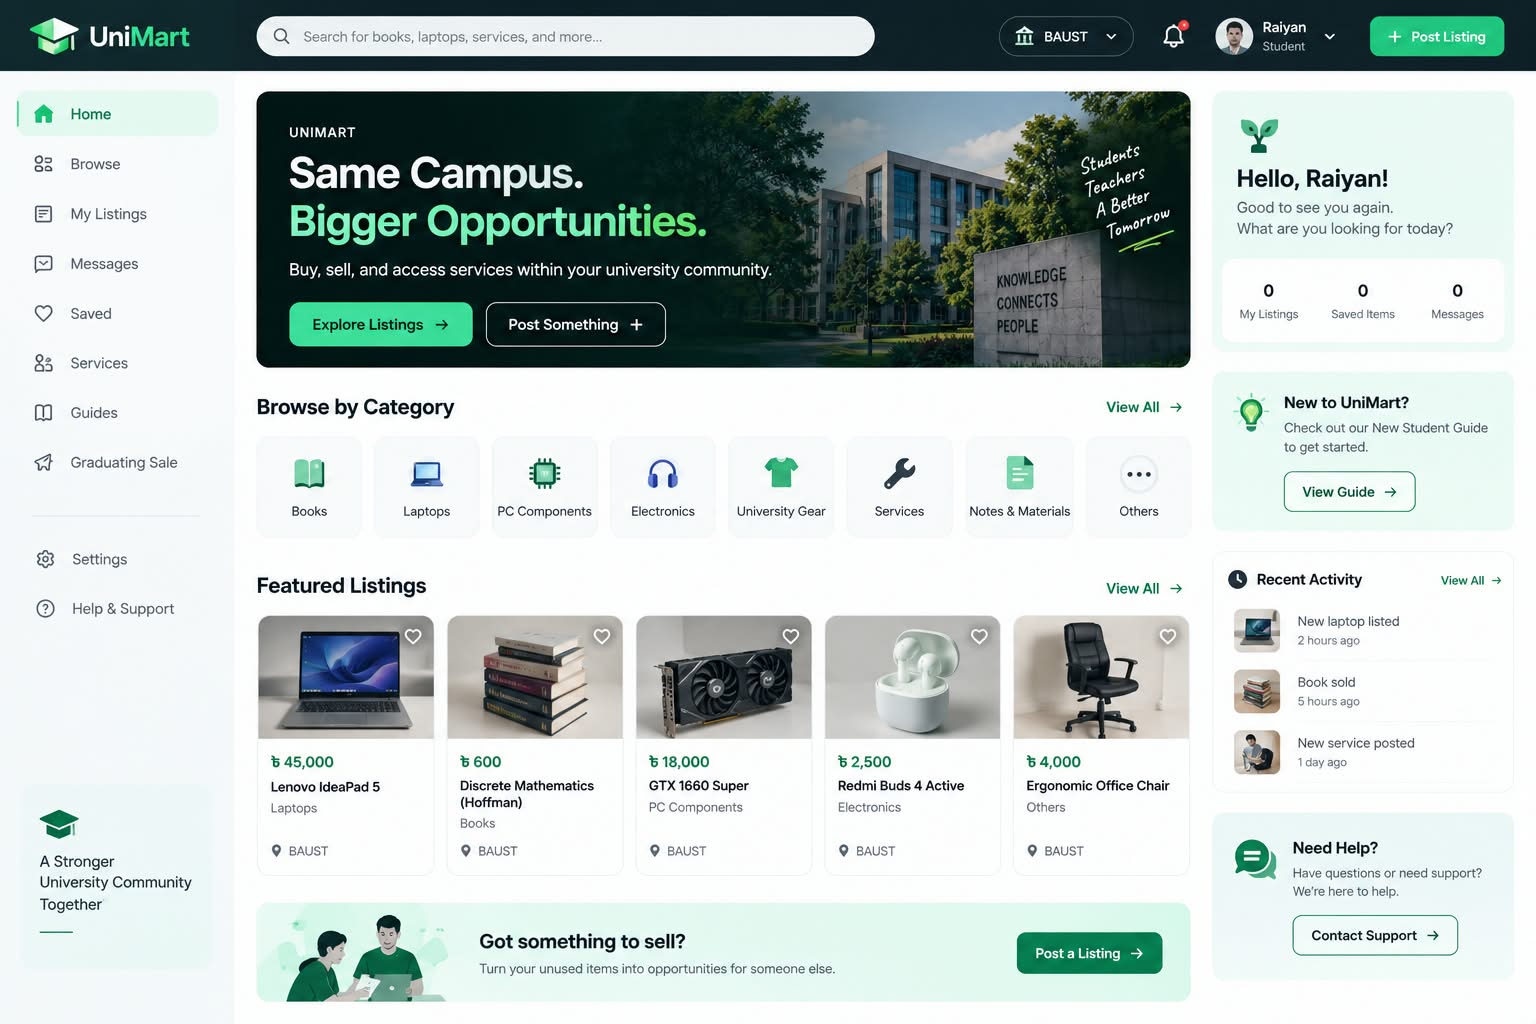 UniMart
Search for books, laptops, services, and more...
BAUST
Raiyan
Student
+ Post Listing
Home
Browse
My Listings
Messages
Saved
Services
Guides
Graduating Sale
Settings
Help & Support
A Stronger
University Community
Together
UNIMART
Same Campus.
Bigger Opportunities.
Buy, sell, and access services within your university community.
Explore Listings →
Post Something +
Students
Teachers
A Better
Tomorrow
KNOWLEDGE
CONNECTS
PEOPLE
Browse by Category
View All →
Books
Laptops
PC Components
Electronics
University Gear
Services
Notes & Materials
Others
Featured Listings
View All →
৳ 45,000
Lenovo IdeaPad 5
Laptops
BAUST
৳ 600
Discrete Mathematics
(Hoffman)
Books
BAUST
৳ 18,000
GTX 1660 Super
PC Components
BAUST
৳ 2,500
Redmi Buds 4 Active
Electronics
BAUST
৳ 4,000
Ergonomic Office Chair
Others
BAUST
Got something to sell?
Turn your unused items into opportunities for someone else.
Post a Listing →
Hello, Raiyan!
Good to see you again.
What are you looking for today?
0
My Listings
0
Saved Items
0
Messages
New to UniMart?
Check out our New Student Guide
to get started.
View Guide →
Recent Activity
View All →
New laptop listed
2 hours ago
Book sold
5 hours ago
New service posted
1 day ago
Need Help?
Have questions or need support?
We're here to help.
Contact Support →